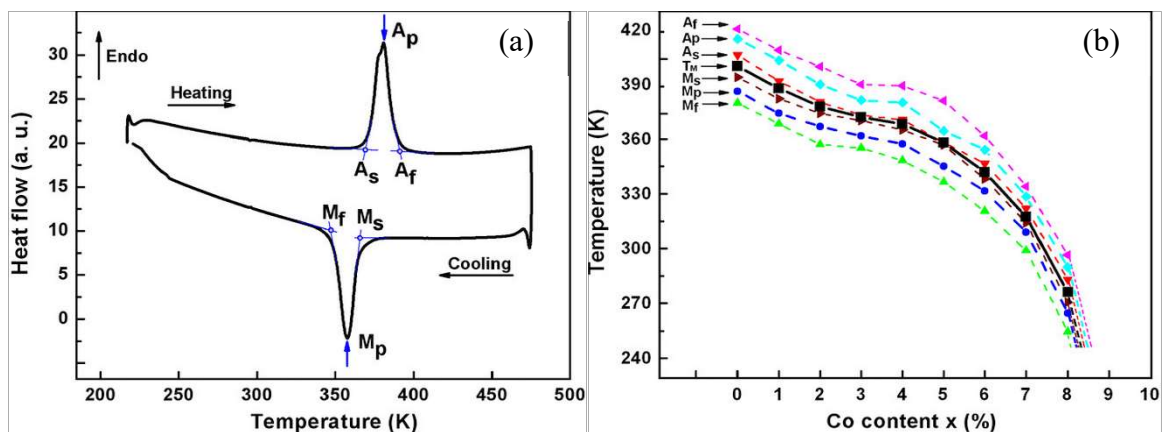 (a)
Endo
Heating
Ap
As
Af
Mf
Ms
Cooling
Mp
Heat flow (a. u.)
30
25
20
15
10
5
0
200
250
300
350
400
450
500
Temperature (K)
(b)
Af
Ap
As
TM
Ms
Mp
Mf
Temperature (K)
420
390
360
330
300
270
240
0
1
2
3
4
5
6
7
8
9
10
Co content x (%)